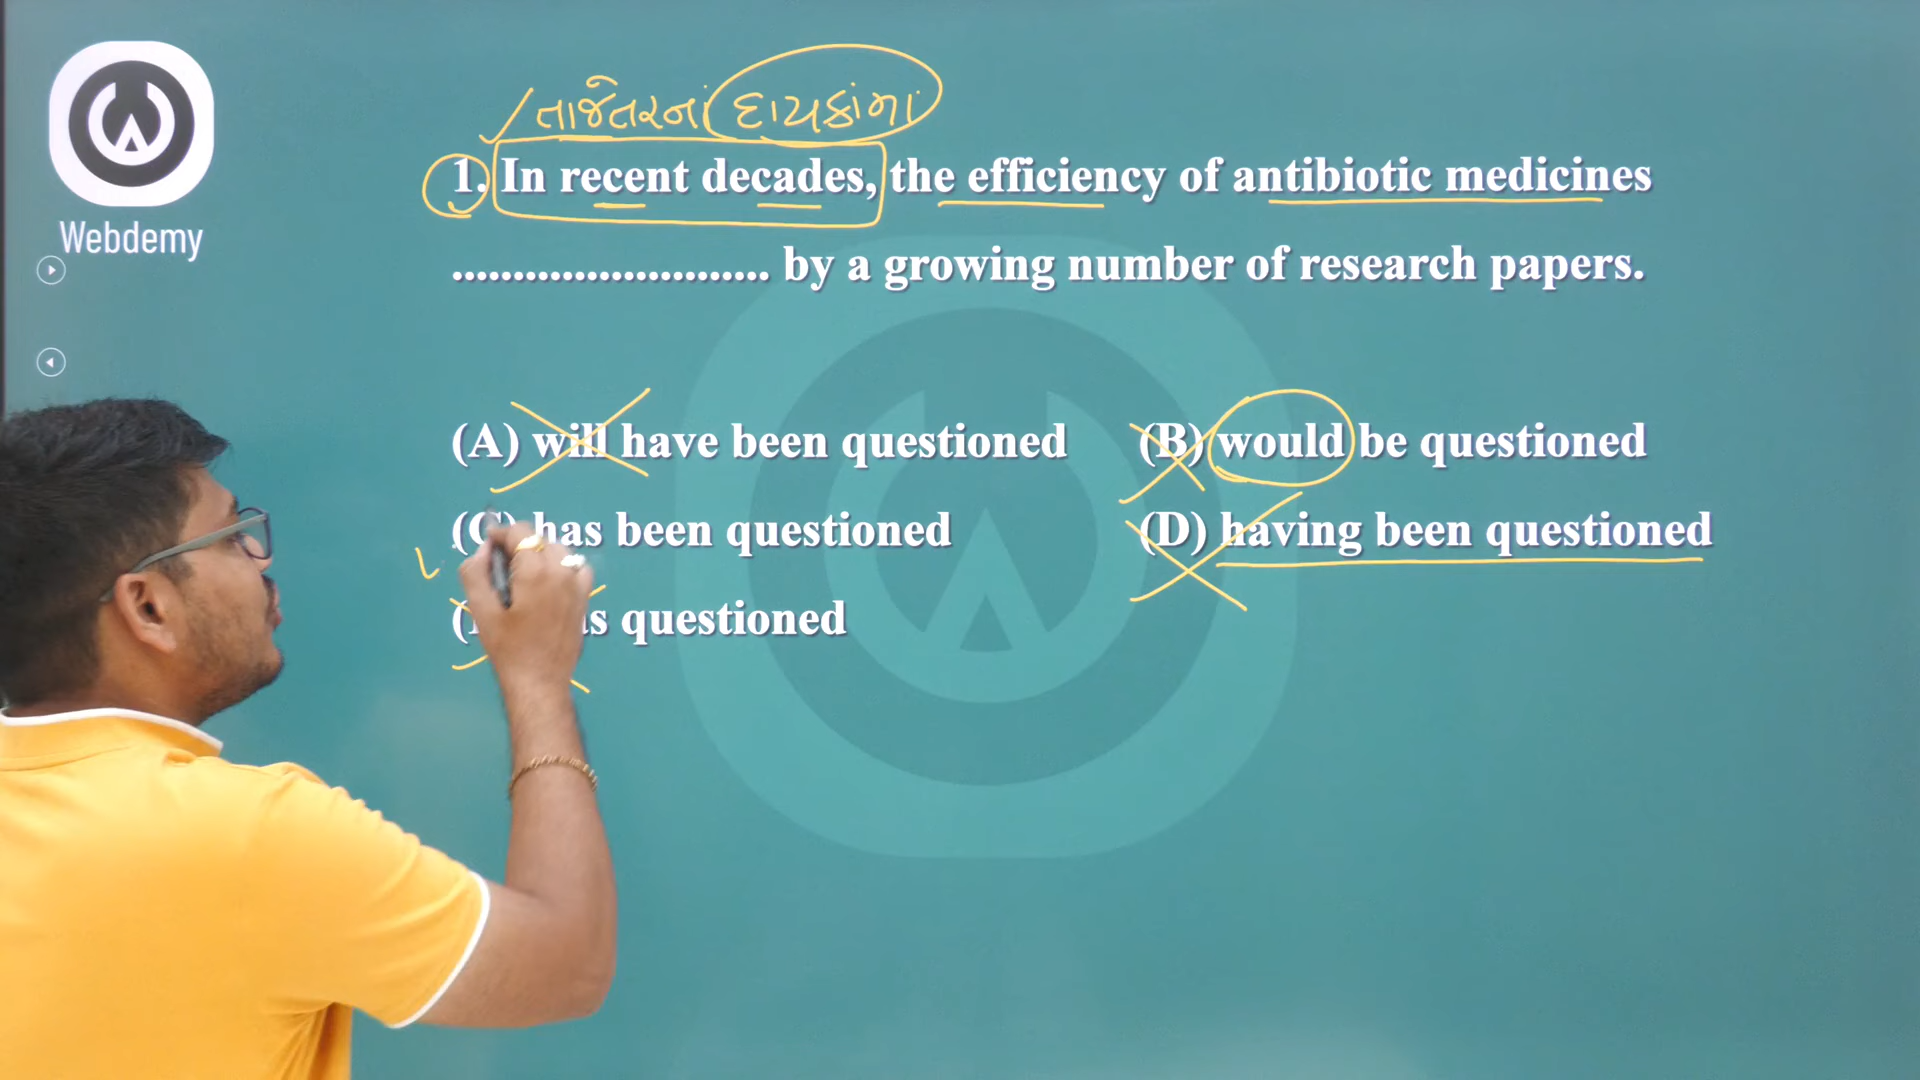 Webdemy
તાજેતરનાં દાયકાંમાં
1. In recent decades, the efficiency of antibiotic medicines
.......................... by a growing number of research papers.
(A) will have been questioned (B) would be questioned
(C) has been questioned (D) having been questioned
questioned